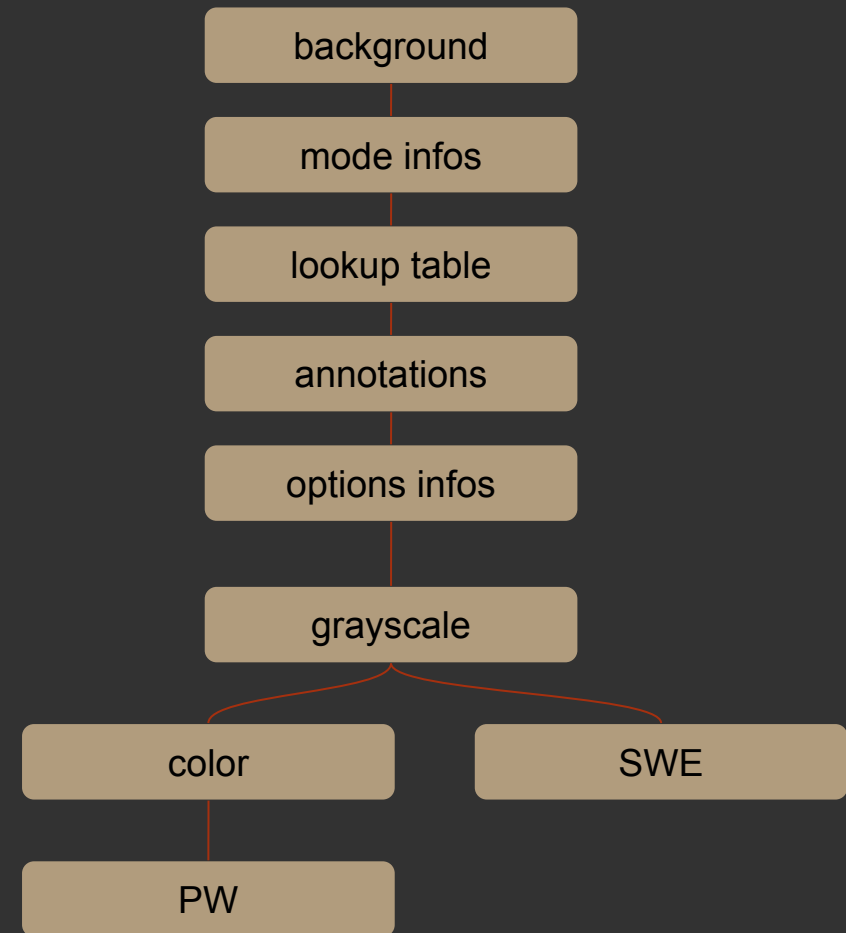 background
mode infos
lookup table
annotations
options infos
grayscale
color
SWE
PW